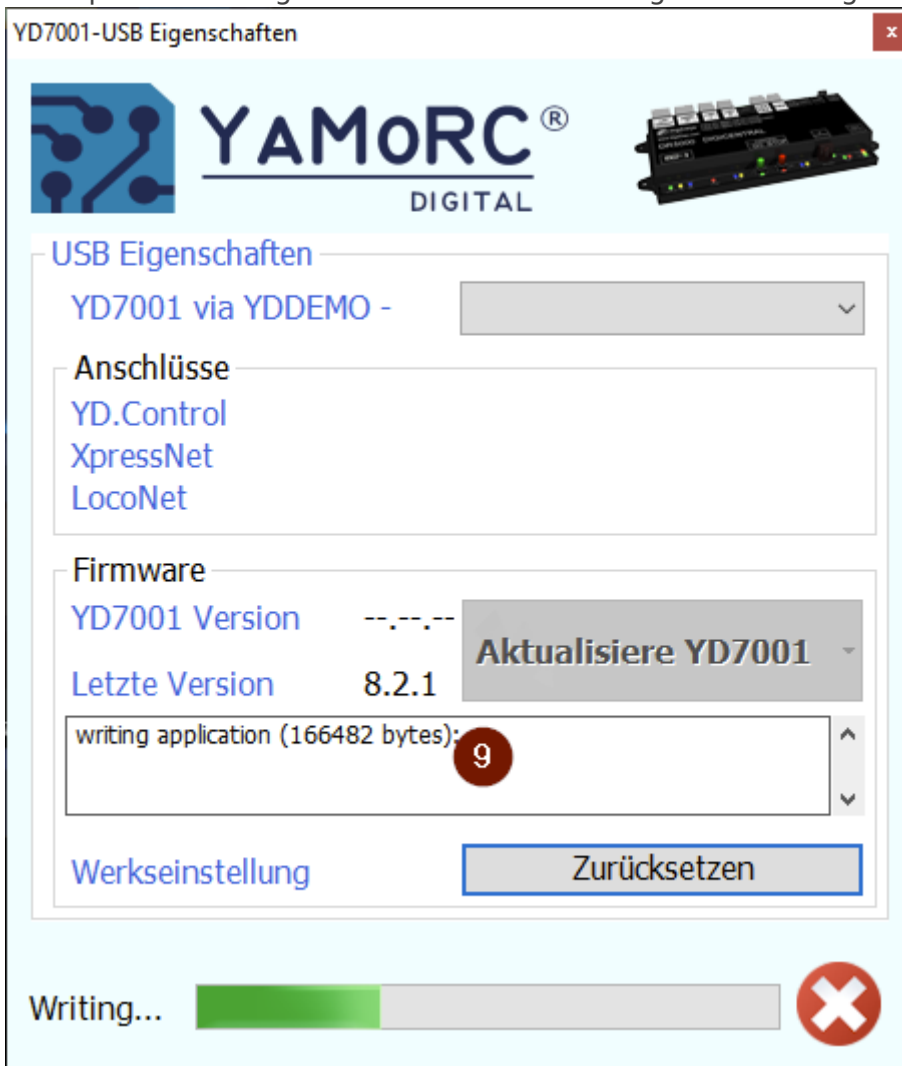 YD7001-USB Eigenschaften
x
YAMORC®
DIGITAL
USB Eigenschaften
YD7001 via YDDEMO -
Anschlüsse
YD.Control
XpressNet
LocoNet
Firmware
YD7001 Version --.--.--
Aktualisiere YD7001
Letzte Version 8.2.1
writing application (166482 bytes):
9
Werkseinstellung Zurücksetzen
Writing...